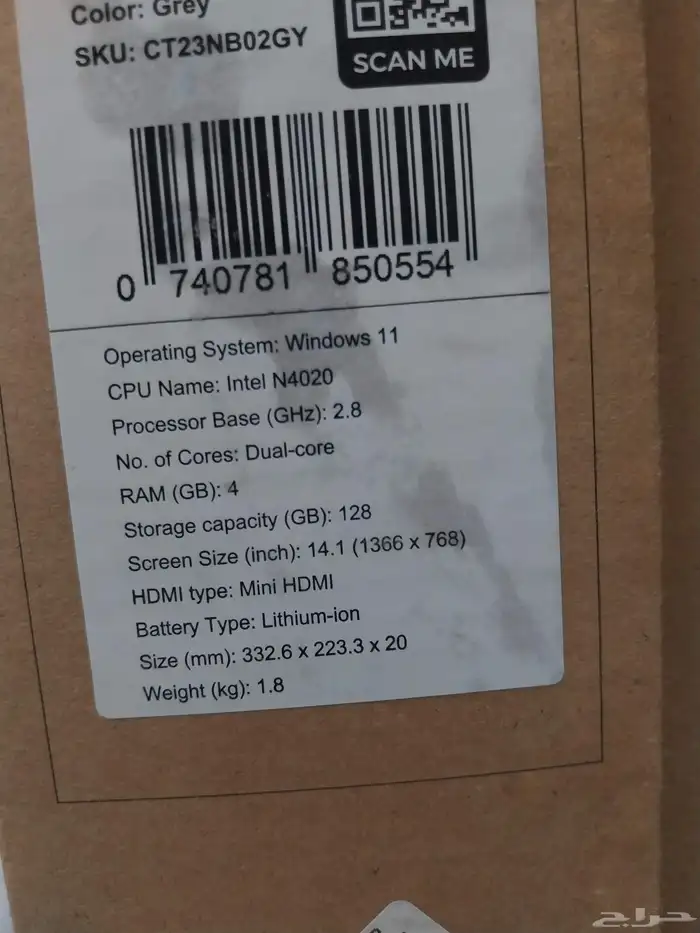 Color: Grey
SKU: CT23NB02GY
SCAN ME
0 740781 850554
Operating System: Windows 11
CPU Name: Intel N4020
Processor Base (GHz): 2.8
No. of Cores: Dual-core
RAM (GB): 4
Storage capacity (GB): 128
Screen Size (inch): 14.1 (1366 x 768)
HDMI type: Mini HDMI
Battery Type: Lithium-ion
Size (mm): 332.6 x 223.3 x 20
Weight (kg): 1.8
حراج